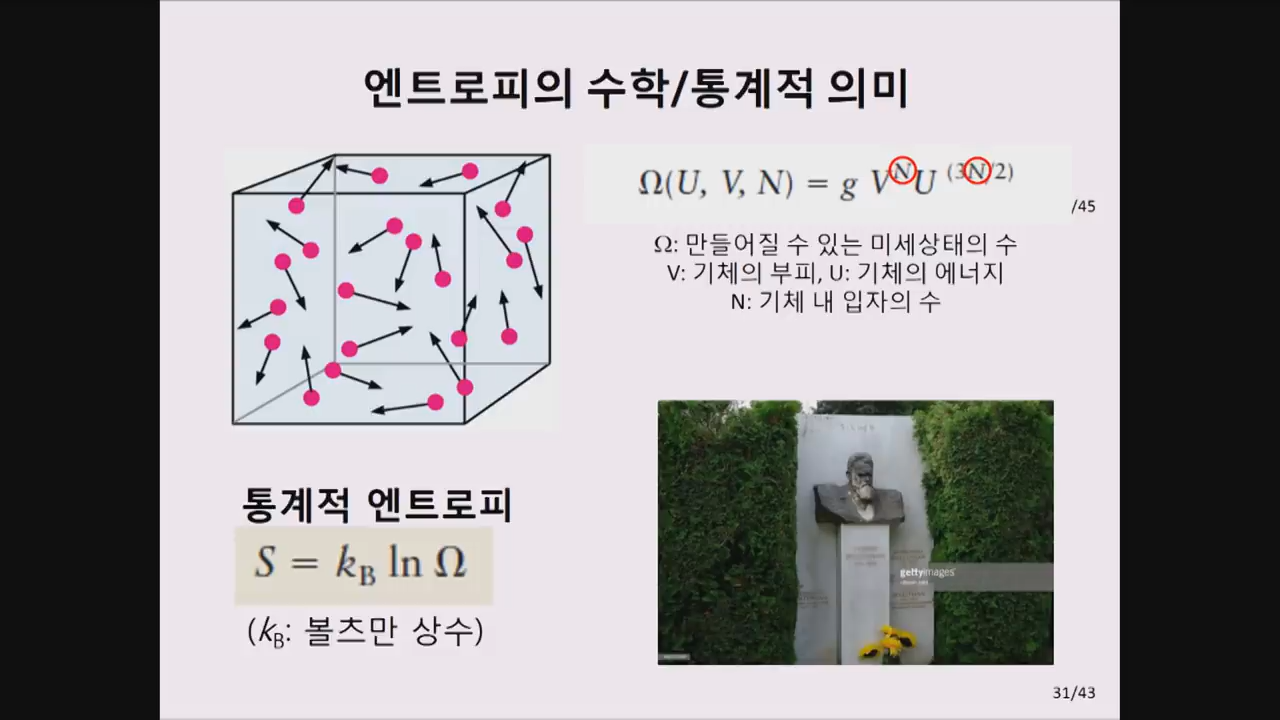 엔트로피의 수학/통계적 의미
Ω(U, V, N) = g V^N U^(3N/2)
/45
Ω: 만들어질 수 있는 미세상태의 수
V: 기체의 부피, U: 기체의 에너지
N: 기체 내 입자의 수
통계적 엔트로피
S = k_B ln Ω
(k_B: 볼츠만 상수)
gettyimages
31/43